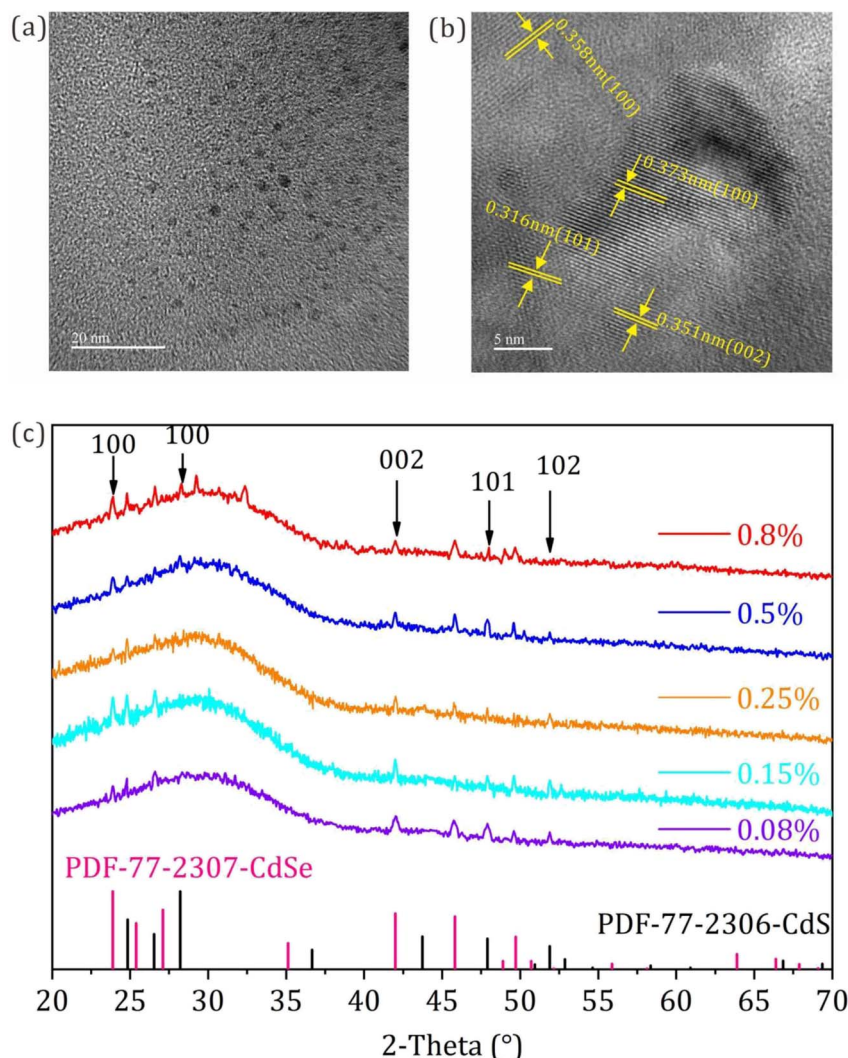 (a)
20 nm
(b)
0.358nm(100)
0.373nm(100)
0.316nm(101)
0.351nm(002)
5 nm
(c)
100
100
002
101
102
0.8%
0.5%
0.25%
0.15%
0.08%
PDF-77-2307-CdSe
PDF-77-2306-CdS
20 25 30 35 40 45 50 55 60 65 70
2-Theta (°)